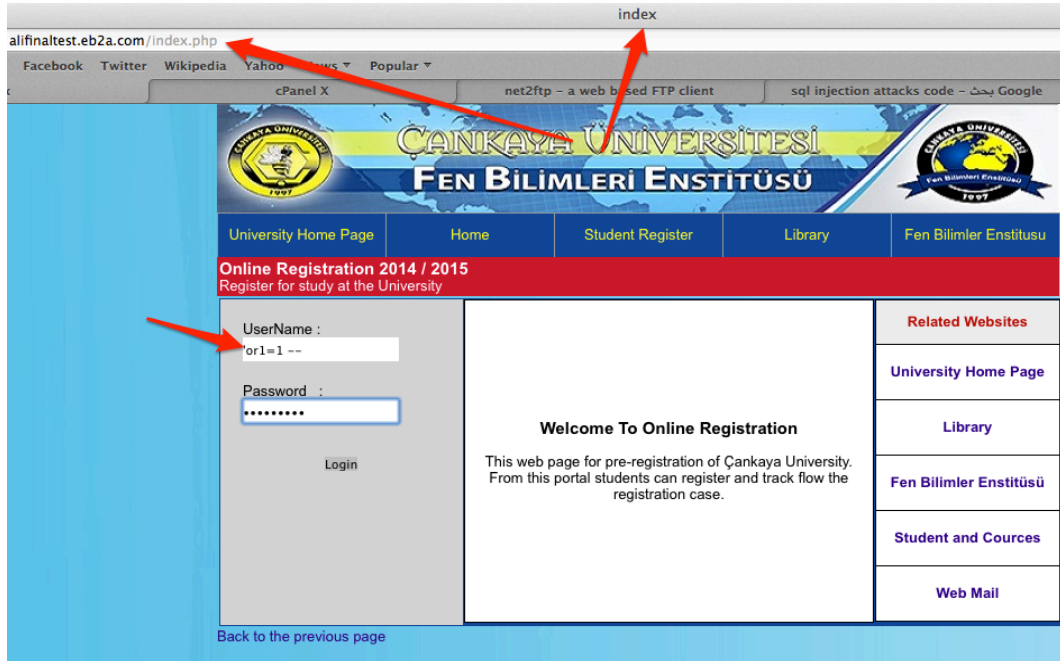 index
alifinaltest.eb2a.com/index.php
Facebook Twitter Wikipedia Yahoo Popular
cPanel X
net2ftp – a web based FTP client
sql injection attacks code – بحث Google
ÇANKAYA ÜNİVERSİTESİ
FEN BİLİMLERİ ENSTİTÜSÜ
1997
Fen Bilimleri Enstitüsü
1997
University Home Page Home Student Register Library Fen Bilimler Enstitusu
Online Registration 2014 / 2015
Register for study at the University
UserName :
'or1=1 --
Password :
Login
Welcome To Online Registration
This web page for pre-registration of Çankaya University.
From this portal students can register and track flow the
registration case.
Related Websites
University Home Page
Library
Fen Bilimler Enstitüsü
Student and Cources
Web Mail
Back to the previous page